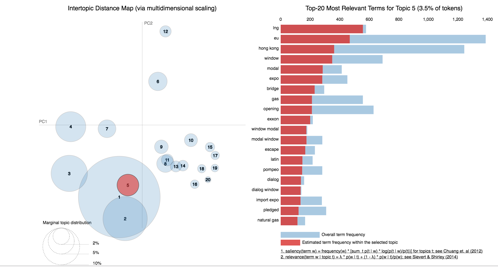 Intertopic Distance Map (via multidimensional scaling)
PC2
PC1
12
8
4
7
3
9
10
15
17
11
6
13
14
18
19
16
20
5
1
2
Marginal topic distribution
2%
5%
10%
Top-20 Most Relevant Terms for Topic 5 (3.5% of tokens)
0
200
400
600
800
1,000
1,200
1,400
lng
eu
hong kong
window
modal
expo
bridge
gas
opening
exxon
window modal
modal window
escape
latin
pompeo
dialog
dialog window
import expo
pledged
natural gas
Overall term frequency
Estimated term frequency within the selected topic
1. saliency(term w) = frequency(w) * [sum_t p(t | w) * log(p(t | w)/p(t))] for topics t; see Chuang et. al (2012)
2. relevance(term w | topic t) = λ * p(w | t) + (1 - λ) * p(w | t)/p(w); see Sievert & Shirley (2014)